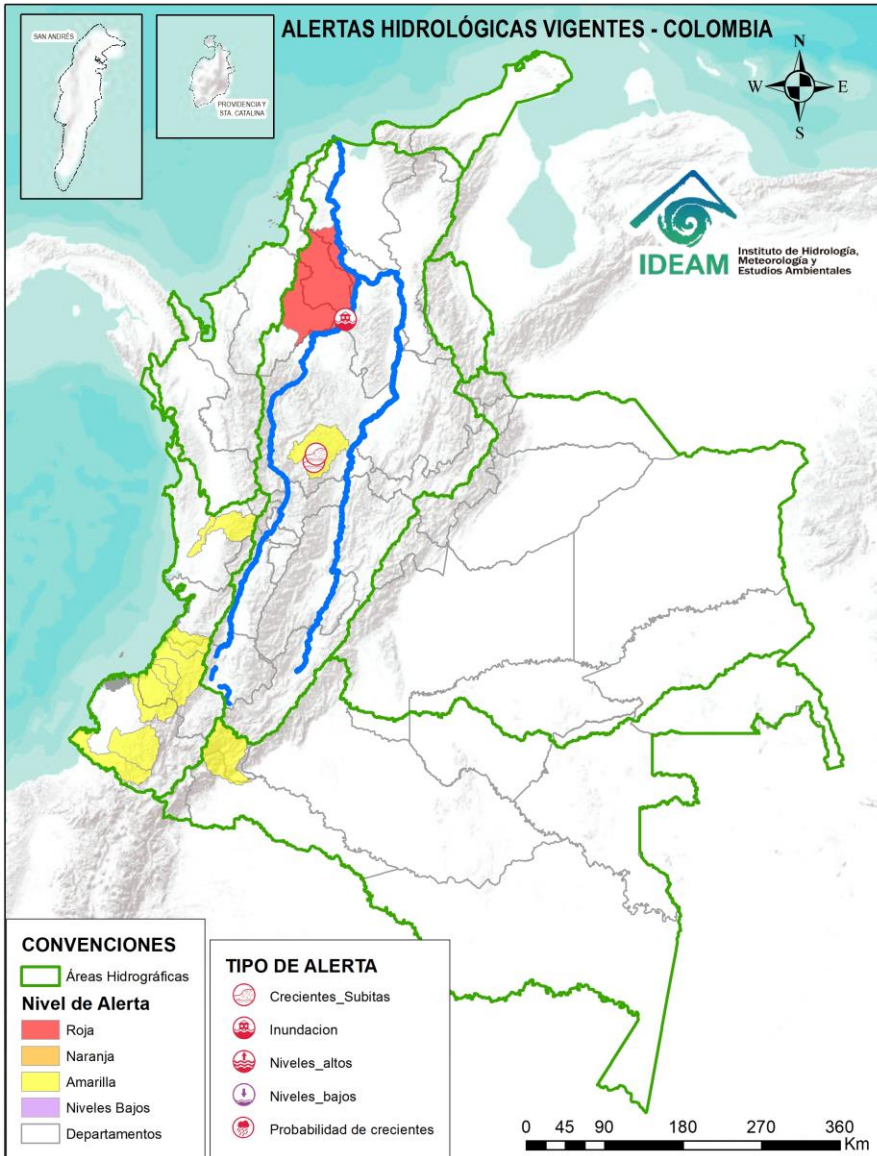 ALERTAS HIDROLÓGICAS VIGENTES - COLOMBIA
SAN ANDRÉS
PROVIDENCIA Y
STA. CATALINA
N
W
E
S
IDEAM
Instituto de Hidrología,
Meteorología y
Estudios Ambientales
CONVENCIONES
Áreas Hidrográficas
Nivel de Alerta
Roja
Naranja
Amarilla
Niveles Bajos
Departamentos
TIPO DE ALERTA
Crecientes_Subitas
Inundacion
Niveles_altos
Niveles_bajos
Probabilidad de crecientes
0 45 90 180 270 360
Km